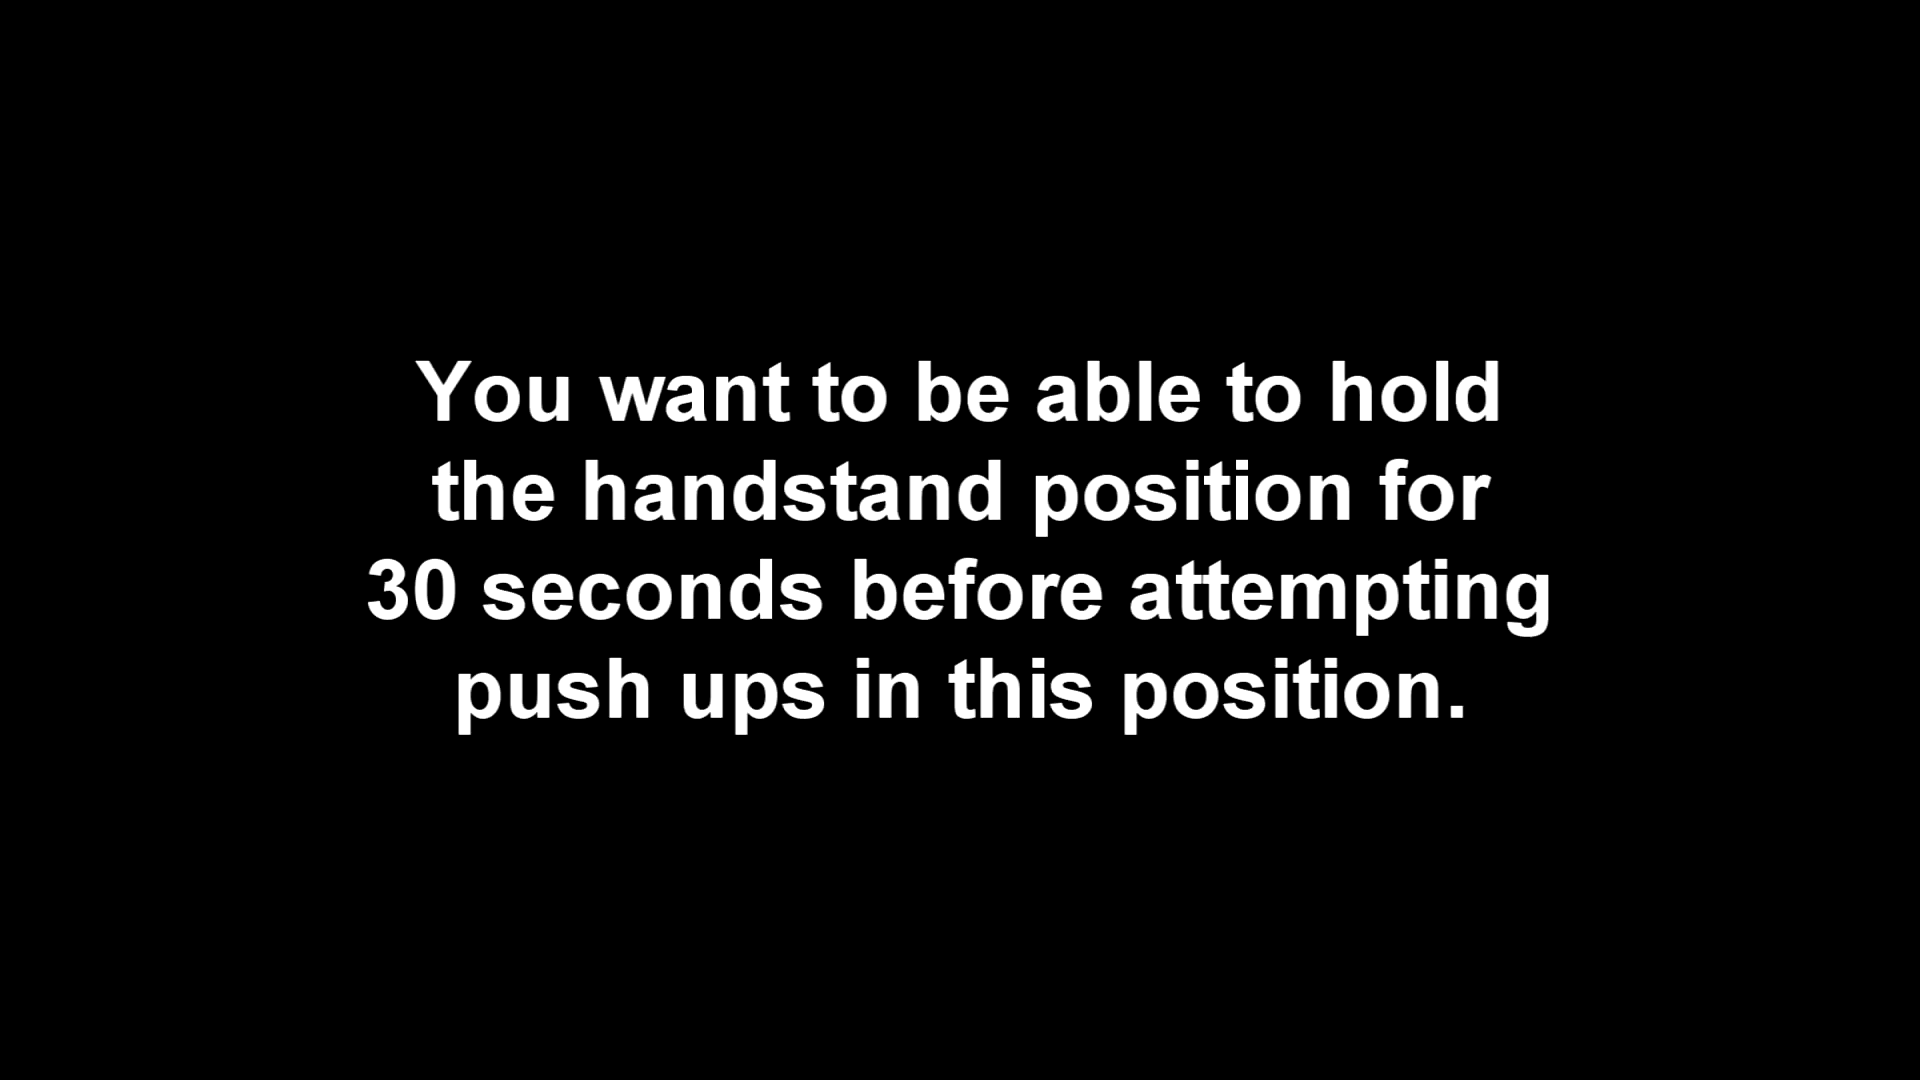 You want to be able to hold
the handstand position for
30 seconds before attempting
push ups in this position.